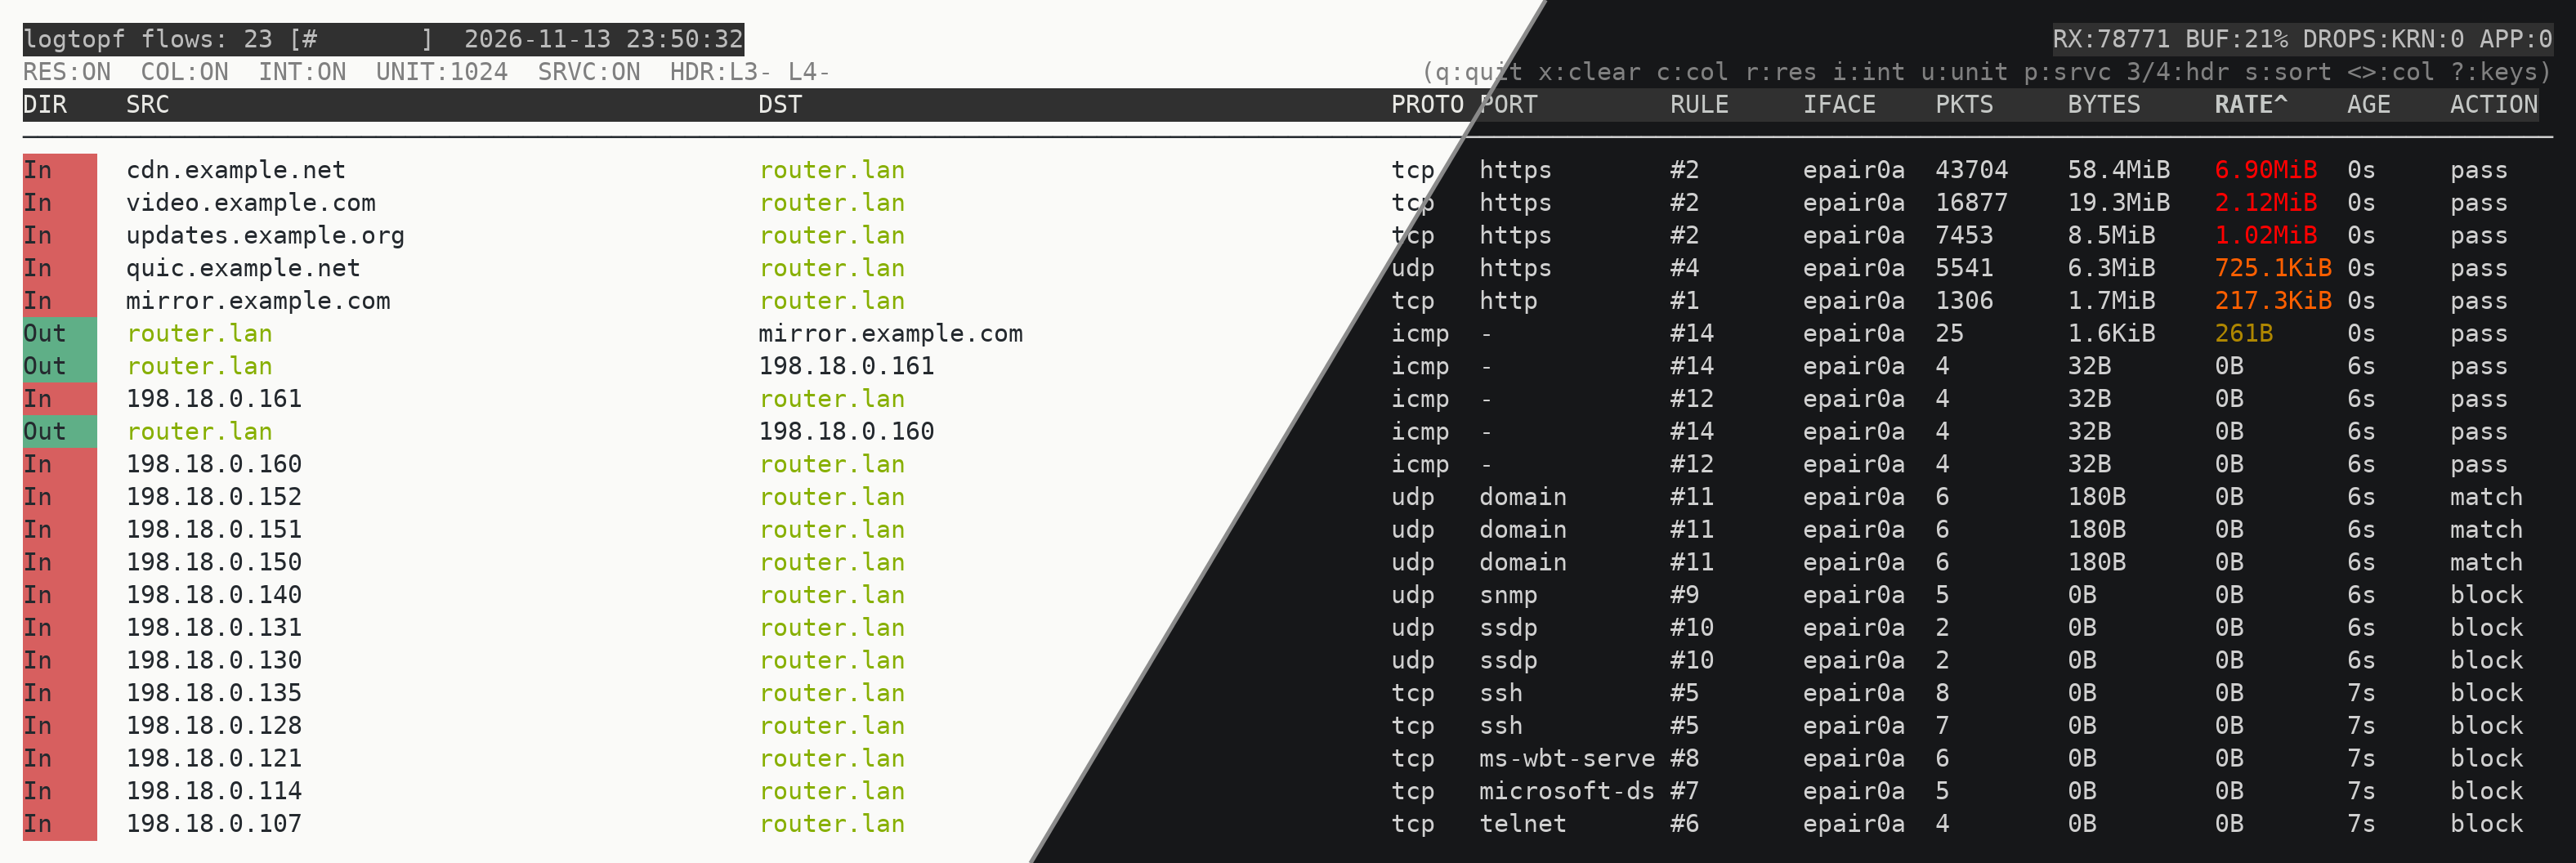 logtopf flows: 23 [#       ]  2026-11-13 23:50:32 RX:78771 BUF:21% DROPS:KRN:0 APP:0
RES:ON  COL:ON  INT:ON  UNIT:1024  SRVC:ON  HDR:L3- L4- (q:quit x:clear c:col r:res i:int u:unit p:srvc 3/4:hdr s:sort <>:col ?:keys)
DIR SRC DST PROTO PORT RULE IFACE PKTS BYTES RATE^ AGE ACTION
In cdn.example.net router.lan tcp https #2 epair0a 43704 58.4MiB 6.90MiB 0s pass
In video.example.com router.lan tcp https #2 epair0a 16877 19.3MiB 2.12MiB 0s pass
In updates.example.org router.lan tcp https #2 epair0a 7453 8.5MiB 1.02MiB 0s pass
In quic.example.net router.lan udp https #4 epair0a 5541 6.3MiB 725.1KiB 0s pass
In mirror.example.com router.lan tcp http #1 epair0a 1306 1.7MiB 217.3KiB 0s pass
Out router.lan mirror.example.com icmp - #14 epair0a 25 1.6KiB 261B 0s pass
Out router.lan 198.18.0.161 icmp - #14 epair0a 4 32B 0B 6s pass
In 198.18.0.161 router.lan icmp - #12 epair0a 4 32B 0B 6s pass
Out router.lan 198.18.0.160 icmp - #14 epair0a 4 32B 0B 6s pass
In 198.18.0.160 router.lan icmp - #12 epair0a 4 32B 0B 6s pass
In 198.18.0.152 router.lan udp domain #11 epair0a 6 180B 0B 6s match
In 198.18.0.151 router.lan udp domain #11 epair0a 6 180B 0B 6s match
In 198.18.0.150 router.lan udp domain #11 epair0a 6 180B 0B 6s match
In 198.18.0.140 router.lan udp snmp #9 epair0a 5 0B 0B 6s block
In 198.18.0.131 router.lan udp ssdp #10 epair0a 2 0B 0B 6s block
In 198.18.0.130 router.lan udp ssdp #10 epair0a 2 0B 0B 6s block
In 198.18.0.135 router.lan tcp ssh #5 epair0a 8 0B 0B 7s block
In 198.18.0.128 router.lan tcp ssh #5 epair0a 7 0B 0B 7s block
In 198.18.0.121 router.lan tcp ms-wbt-serve #8 epair0a 6 0B 0B 7s block
In 198.18.0.114 router.lan tcp microsoft-ds #7 epair0a 5 0B 0B 7s block
In 198.18.0.107 router.lan tcp telnet #6 epair0a 4 0B 0B 7s block